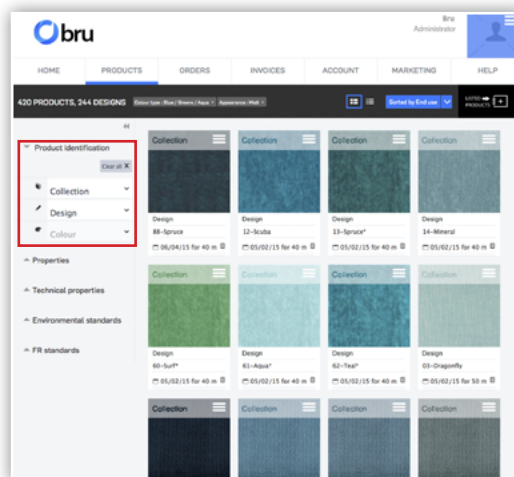 bru
Bru
Administrator
HOME PRODUCTS ORDERS INVOICES ACCOUNT MARKETING HELP
420 PRODUCTS, 244 DESIGNS Colour type : Blue / Greens / Aqua × Appearance : Matt × Sorted by End use LISTED PRODUCTS +
Product identification
Clear all X
Collection
Design
Colour
Properties
Technical properties
Environmental standards
FR standards
Collection Collection Collection Collection
Design Design Design Design
88-Spruce 12-Scuba 13-Spruce* 14-Mineral
06/04/15 for 40 m 05/02/15 for 40 m 05/02/15 for 40 m 05/02/15 for 40 m
Collection Collection Collection Collection
Design Design Design Design
60-Surf* 61-Aqua* 62-Teal* 03-Dragonfly
05/02/15 for 40 m 05/02/15 for 40 m 05/02/15 for 40 m 05/02/15 for 50 m
Collection Collection Collection Collection